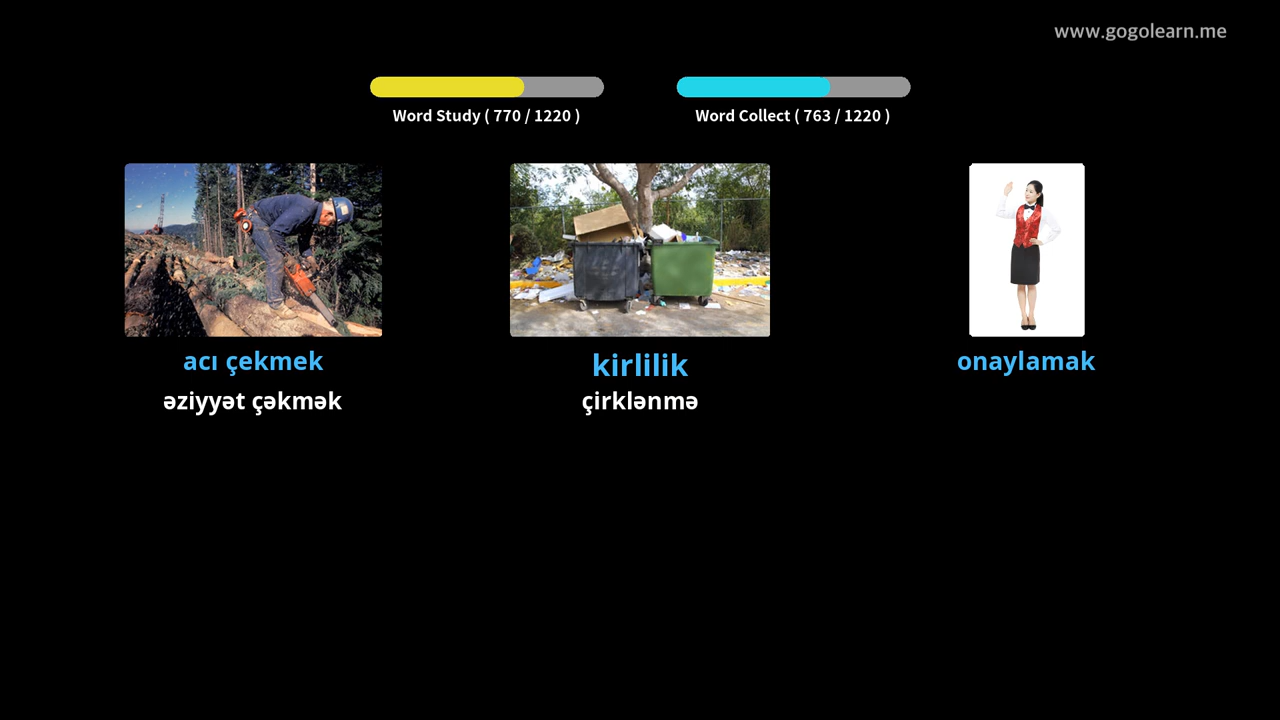 www.gogolearn.me
Word Study ( 770 / 1220 )
Word Collect ( 763 / 1220 )
acı çekmek
əziyyət çəkmək
kirlilik
çirklənmə
onaylamak